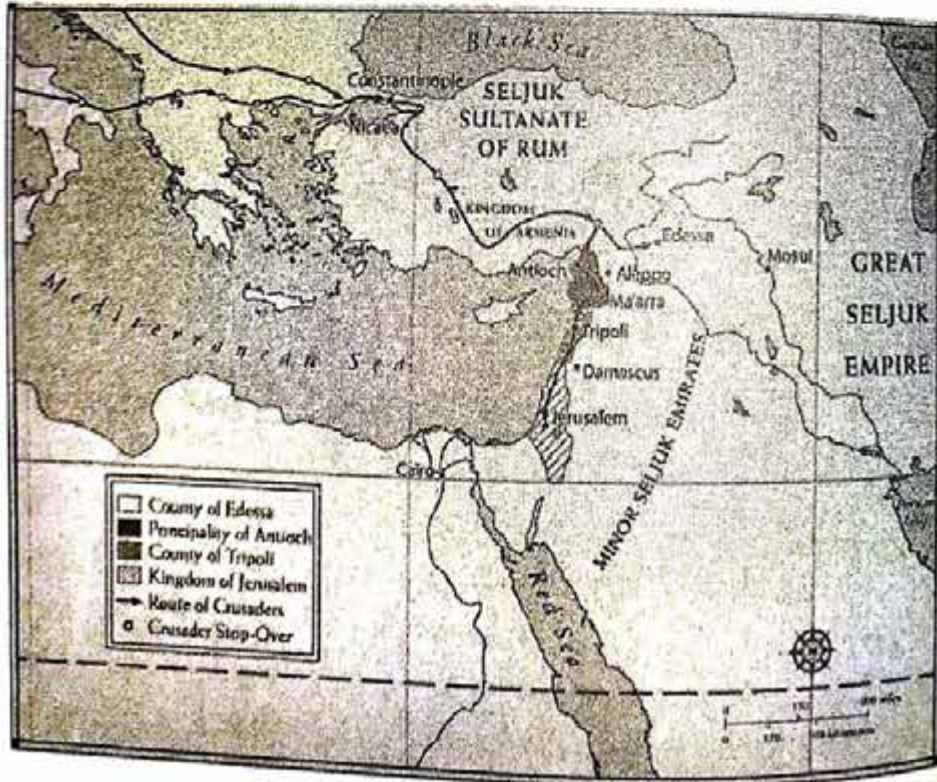 Black Sea
Constantinople
Nicaea
SELJUK
SULTANATE
OF RUM
&
KINGDOM
OF ARMENIA
Edessa
Mosul
Antioch
Aleppo
Ma'arra
GREAT
SELJUK
EMPIRE
Mediterranean Sea
Tripoli
Damascus
Jerusalem
MINOR SELJUK EMIRATES
Cairo
Red Sea
County of Edessa
Principality of Antioch
County of Tripoli
Kingdom of Jerusalem
Route of Crusaders
Crusader Stop-Over